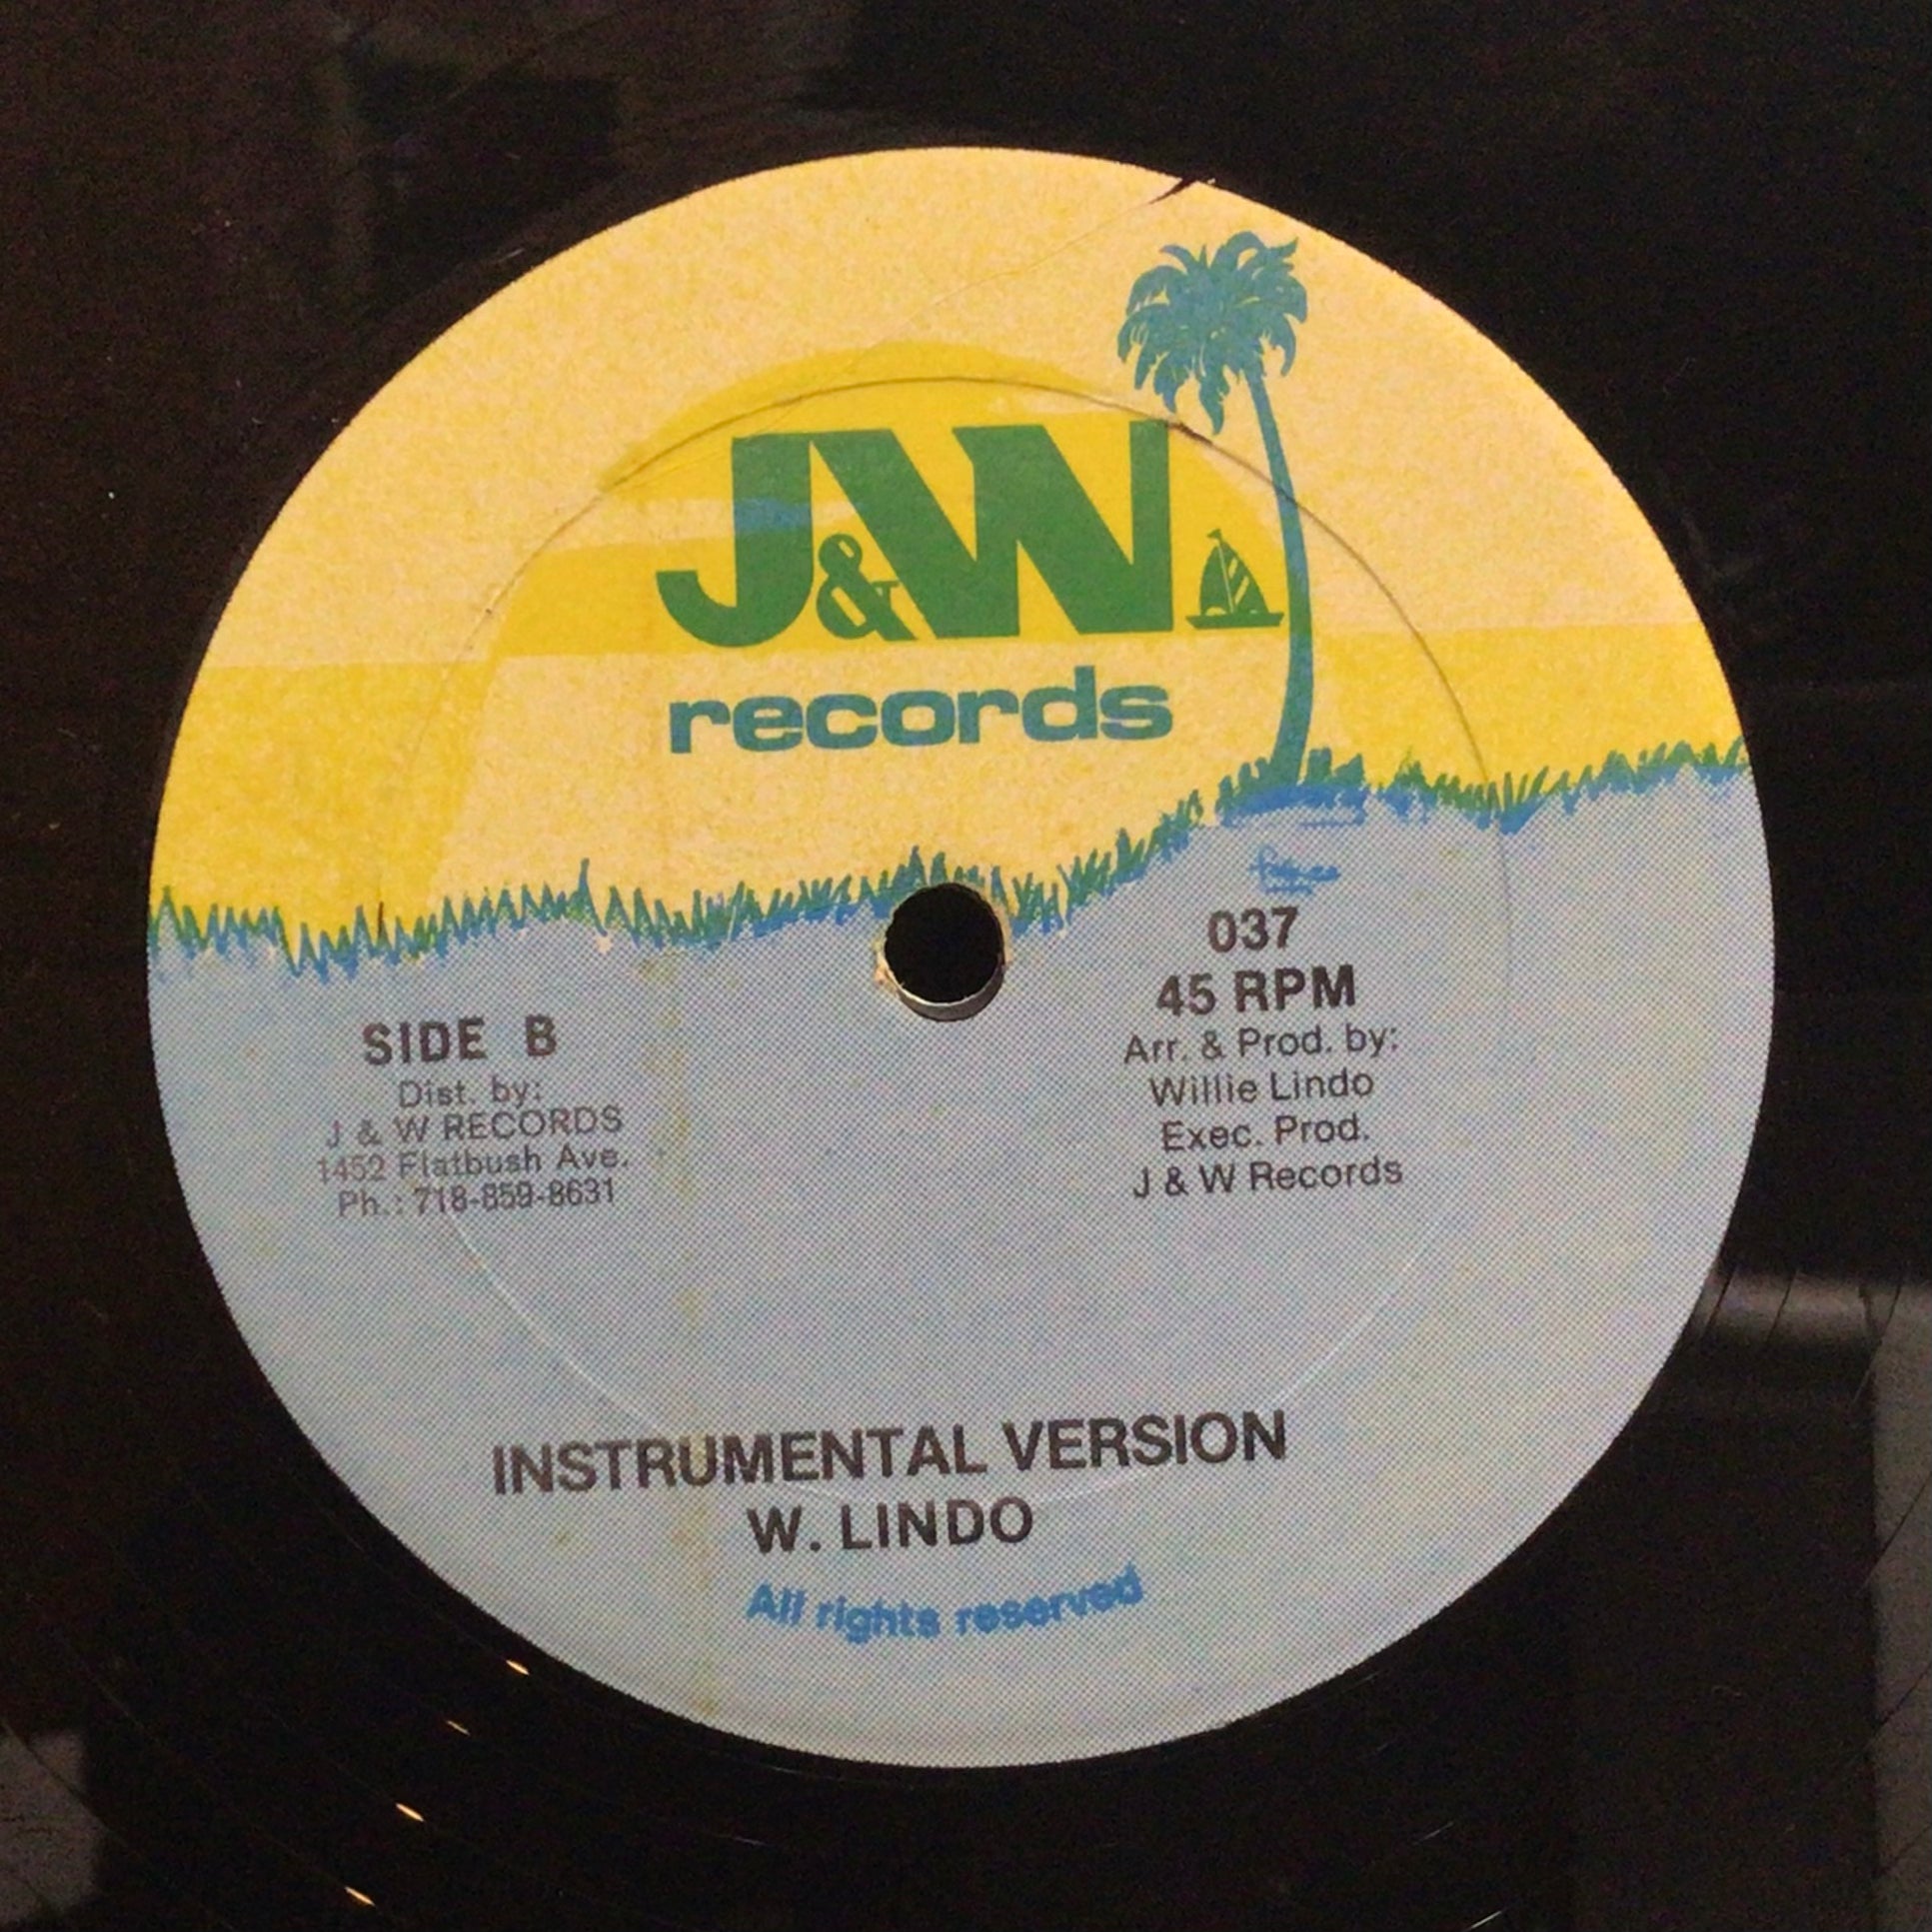 J&W
records
037
45 RPM
Arr. & Prod. by:
Willie Lindo
Exec. Prod.
J & W Records
SIDE B
Dist. by:
J & W RECORDS
1452 Flatbush Ave.
Ph.: 718-859-8631
INSTRUMENTAL VERSION
W. LINDO
All rights reserved